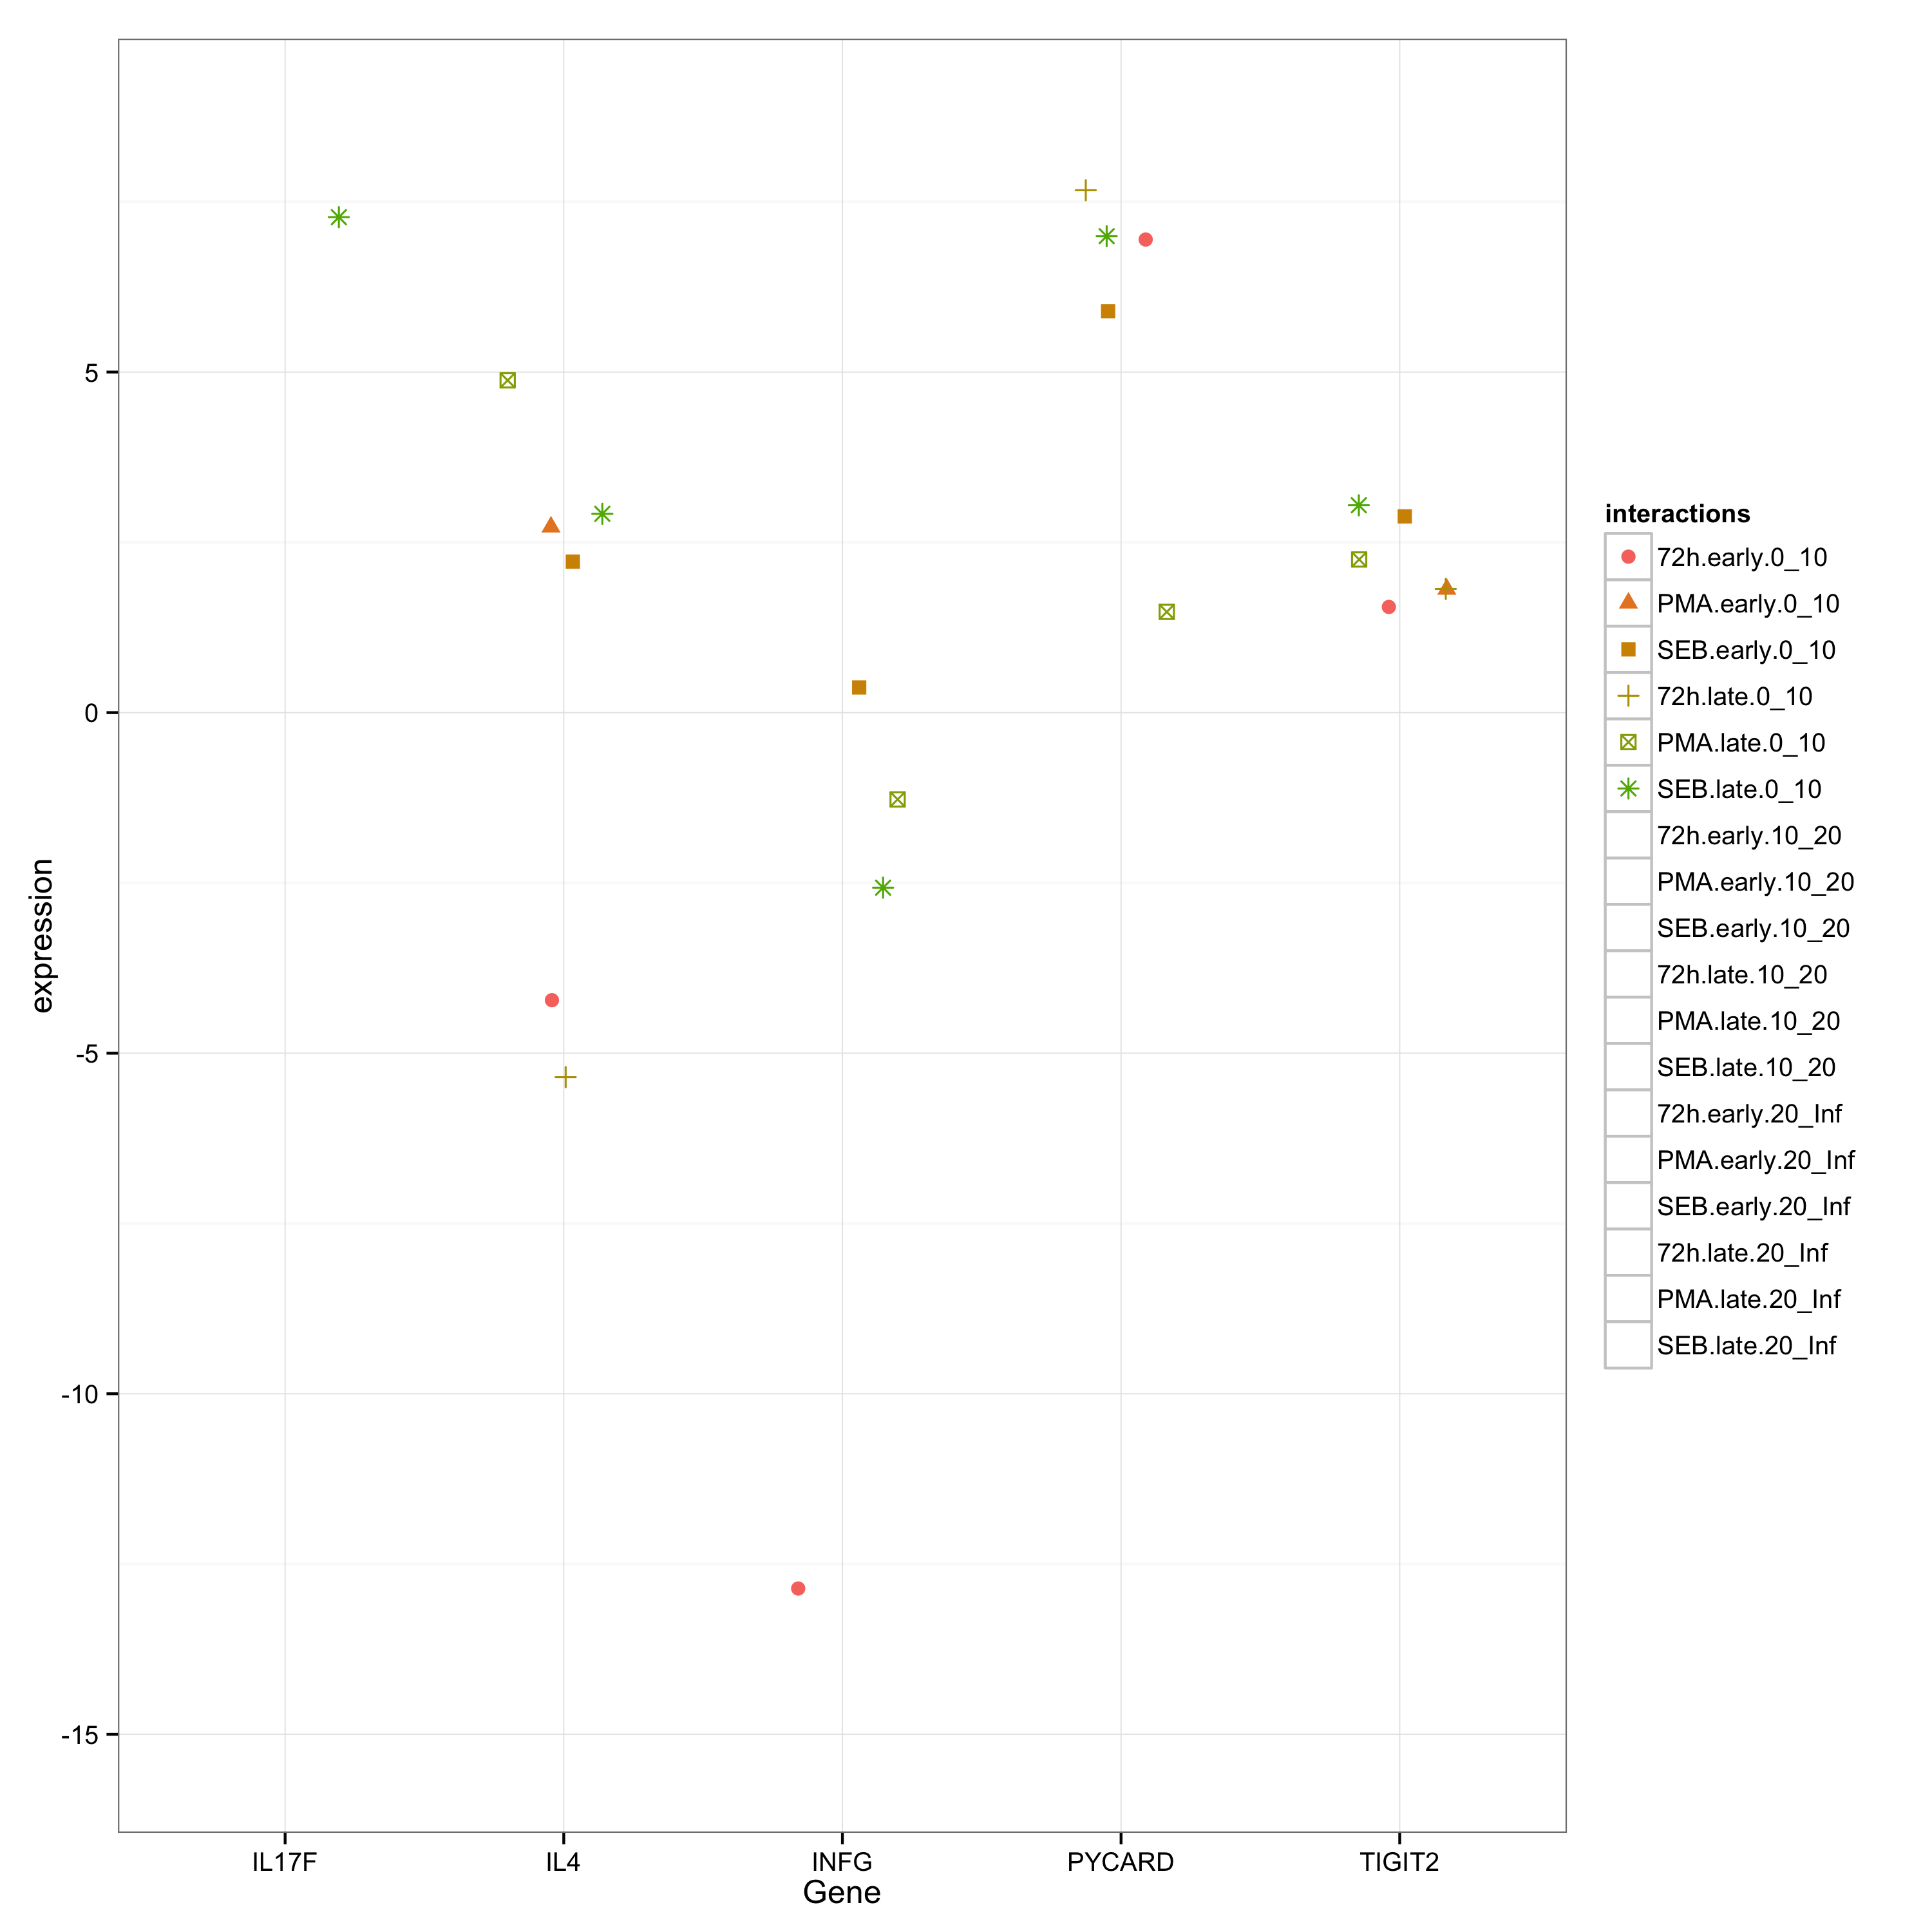 expression
5
0
-5
-10
-15
IL17F
IL4
INFG
PYCARD
TIGIT2
Gene
interactions
72h.early.0_10
PMA.early.0_10
SEB.early.0_10
72h.late.0_10
PMA.late.0_10
SEB.late.0_10
72h.early.10_20
PMA.early.10_20
SEB.early.10_20
72h.late.10_20
PMA.late.10_20
SEB.late.10_20
72h.early.20_Inf
PMA.early.20_Inf
SEB.early.20_Inf
72h.late.20_Inf
PMA.late.20_Inf
SEB.late.20_Inf